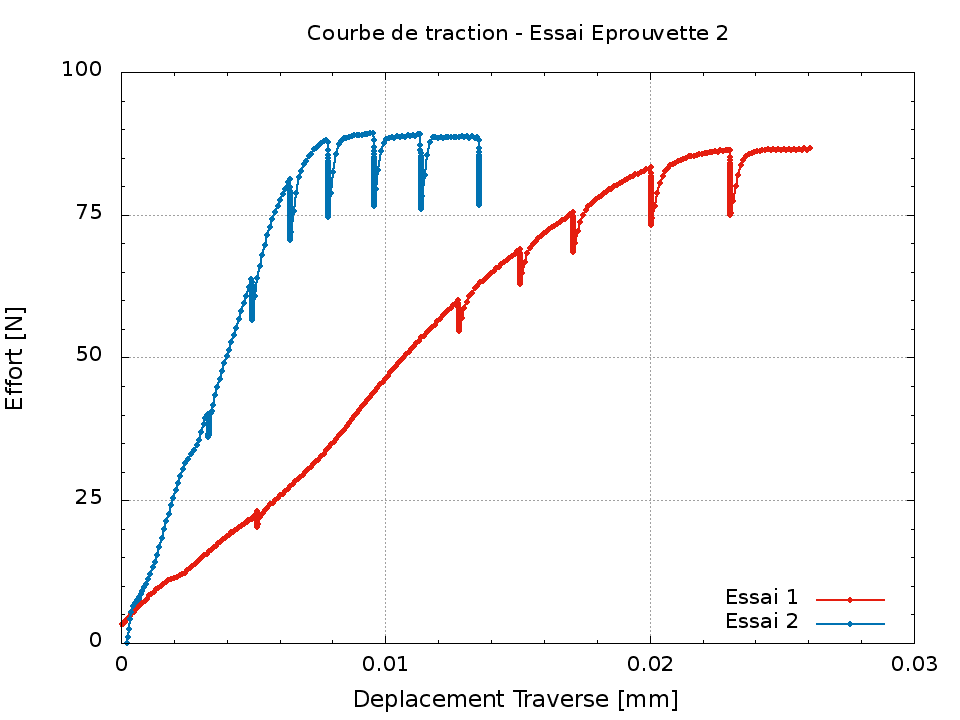 Courbe de traction - Essai Eprouvette 2
100
75
50
25
0
Effort [N]
0
0.01
0.02
0.03
Deplacement Traverse [mm]
Essai 1
Essai 2